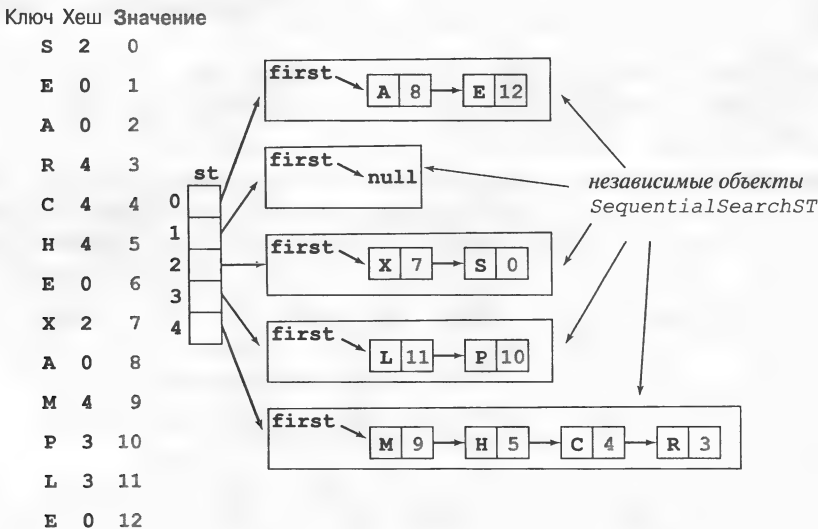 Ключ Хеш Значение
S 2 0
E 0 1
A 0 2
R 4 3
C 4 4
H 4 5
E 0 6
X 2 7
A 0 8
M 4 9
P 3 10
L 3 11
E 0 12
st
0
1
2
3
4
first
A 8 E 12
first
null
first
X 7 S 0
first
L 11 P 10
first
M 9 H 5 C 4 R 3
независимые объекты
SequentialSearchST